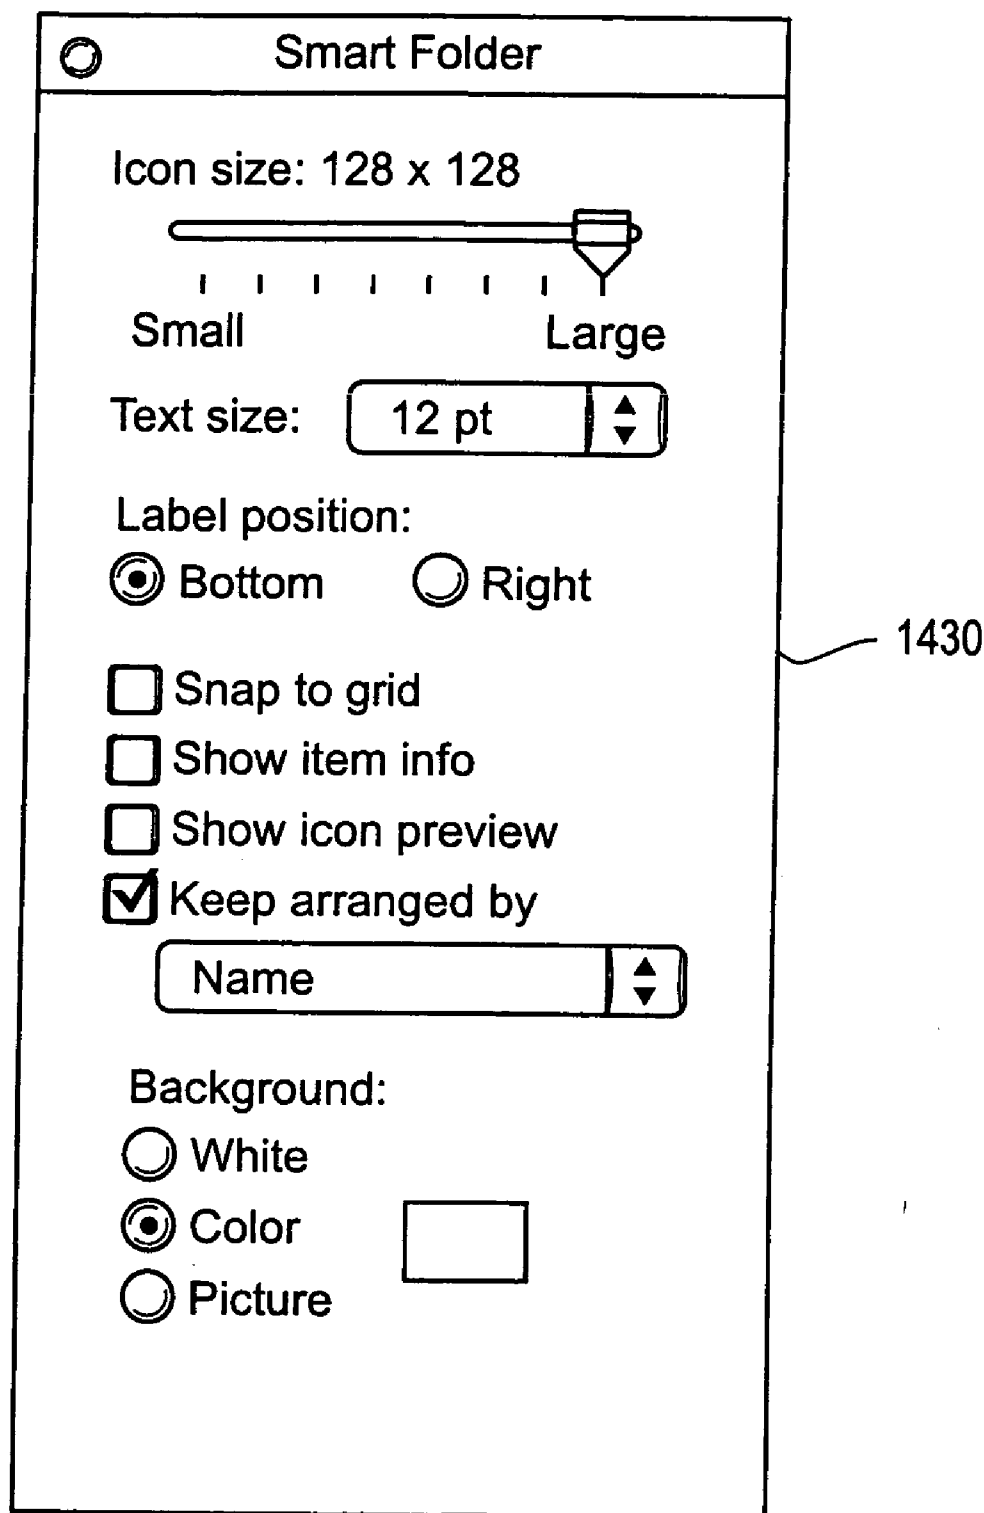 Smart Folder
Icon size: 128 x 128
Small Large
Text size: 12 pt
Label position:
Bottom Right
1430
Snap to grid
Show item info
Show icon preview
Keep arranged by
Name
Background:
White
Color
Picture